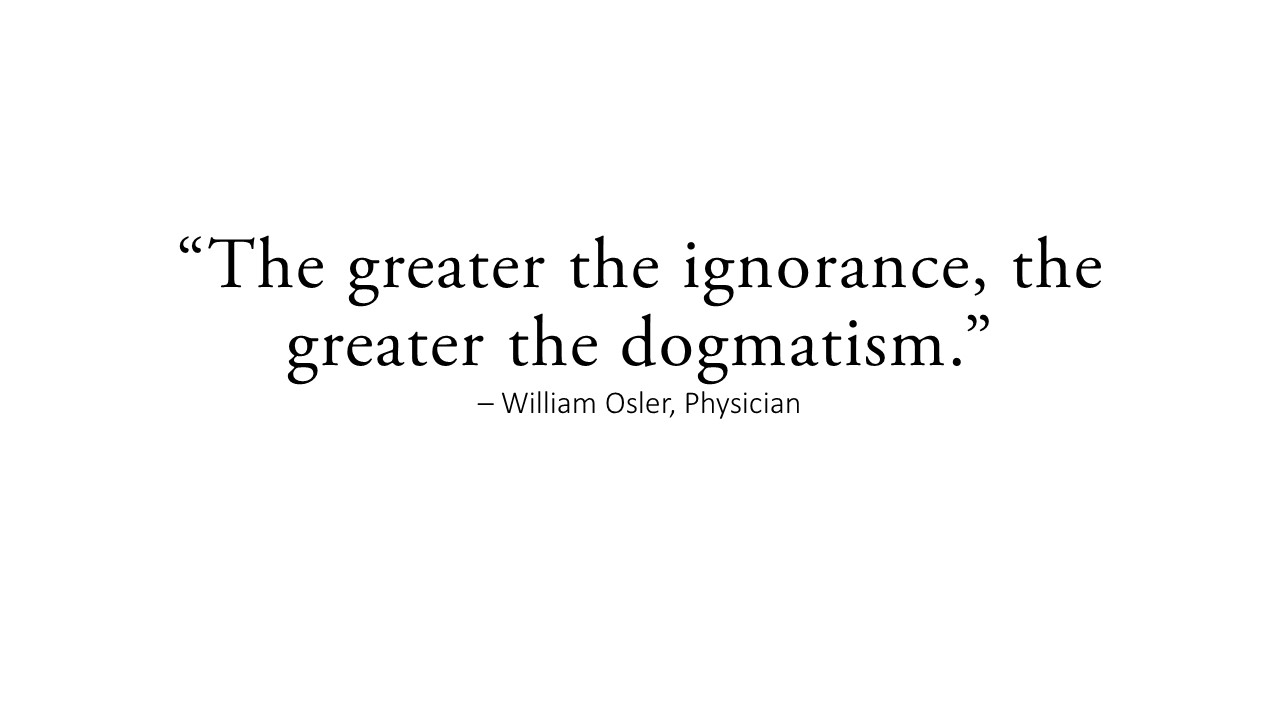 “The greater the ignorance, the
greater the dogmatism.”
– William Osler, Physician